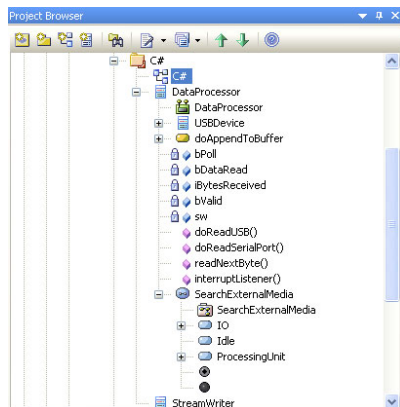 Project Browser
C#
C#
DataProcessor
DataProcessor
USBDevice
doAppendToBuffer
bPoll
bDataRead
iBytesReceived
bValid
sw
doReadUSB()
doReadSerialPort()
readNextByte()
interruptListener()
SearchExternalMedia
SearchExternalMedia
IO
Idle
ProcessingUnit
StreamWriter